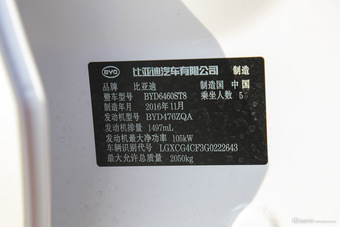 BYD 比亚迪汽车有限公司 制造
品牌 比亚迪 制造国 中国
整车型号 BYD6460ST8 乘坐人数 5
制造年月 2016年11月
发动机型号 BYD476ZQA
发动机排量 1497mL
发动机最大净功率 105kW
车辆识别代号 LGXCG4CF3G0222643
最大允许总质量 2050kg